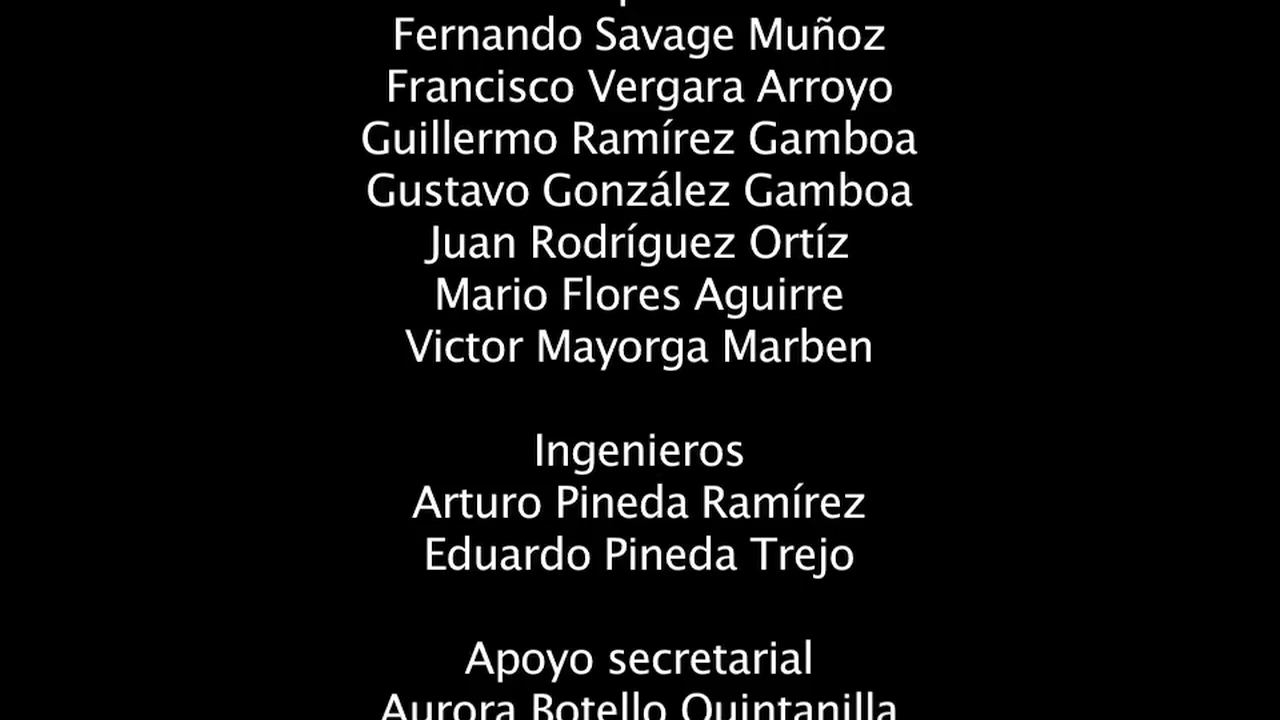 Fernando Savage Muñoz
Francisco Vergara Arroyo
Guillermo Ramírez Gamboa
Gustavo González Gamboa
Juan Rodríguez Ortíz
Mario Flores Aguirre
Victor Mayorga Marben
Ingenieros
Arturo Pineda Ramírez
Eduardo Pineda Trejo
Apoyo secretarial
Aurora Botello Quintanilla